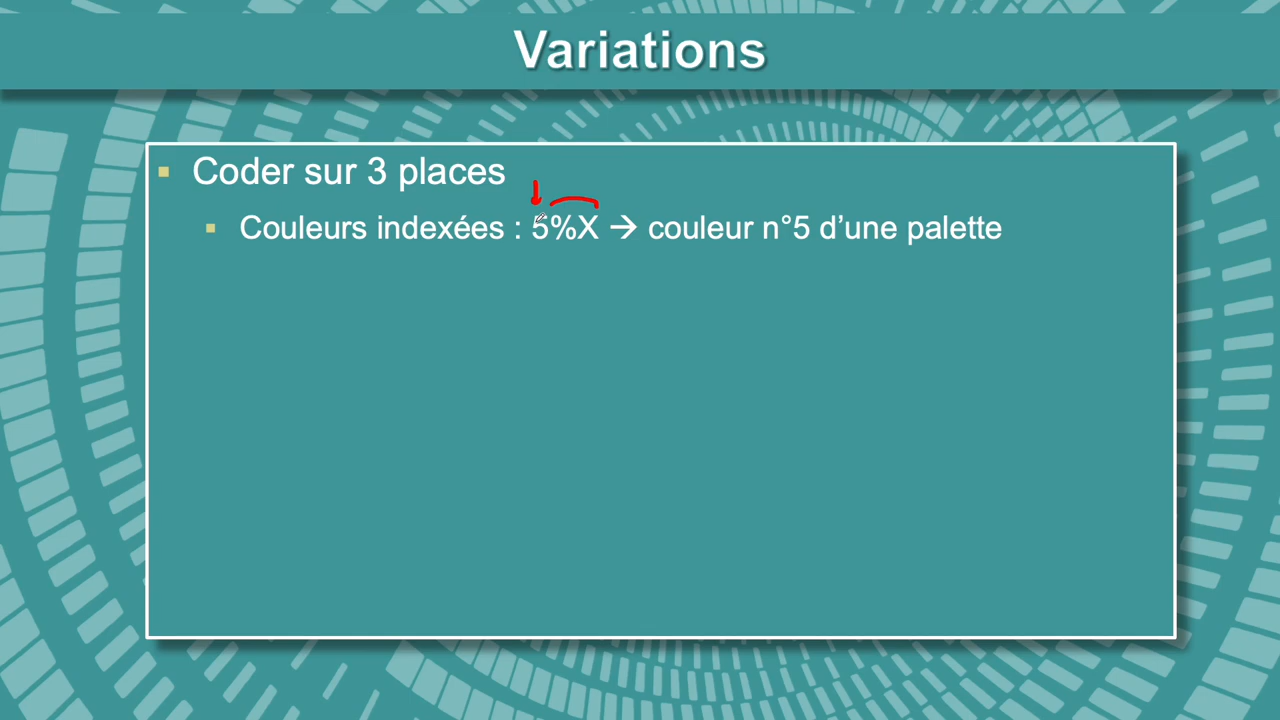 Variations
Coder sur 3 places
Couleurs indexées : 5%X → couleur n°5 d’une palette